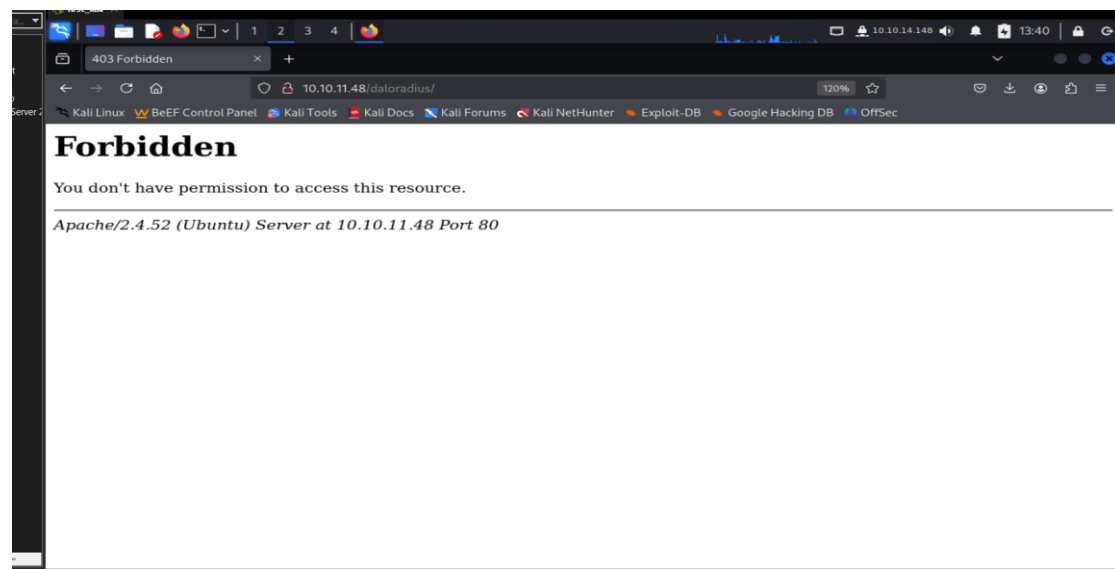 1 2 3 4 10.10.14.148 13:40
403 Forbidden
10.10.11.48/daloradius/ 120%
Server 2
Kali Linux BeEF Control Panel Kali Tools Kali Docs Kali Forums Kali NetHunter Exploit-DB Google Hacking DB OffSec
Forbidden
You don't have permission to access this resource.
Apache/2.4.52 (Ubuntu) Server at 10.10.11.48 Port 80